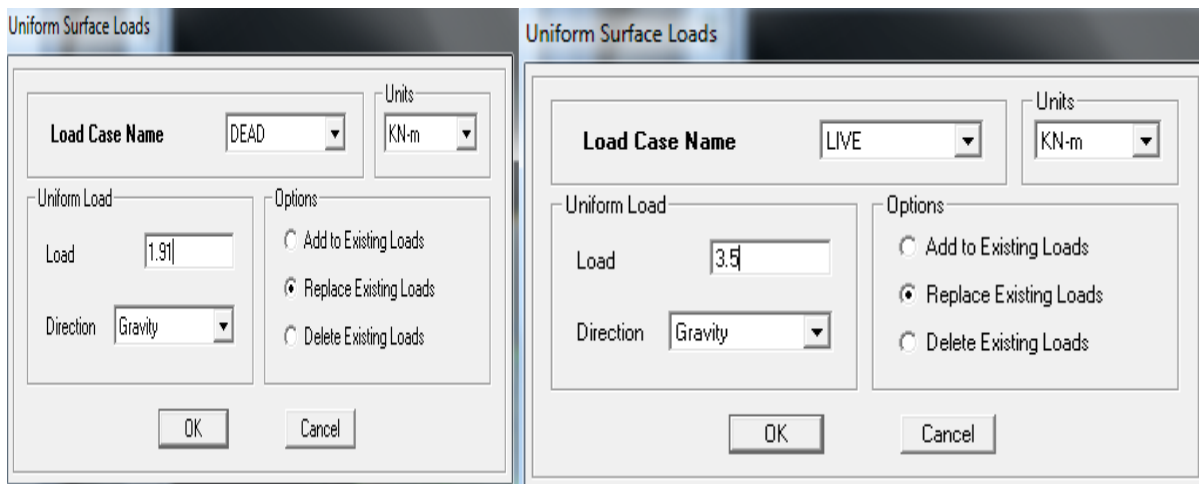 Uniform Surface Loads
Units
Load Case Name DEAD KN-m
Uniform Load
Options
Load 1.91
Add to Existing Loads
Replace Existing Loads
Direction Gravity
Delete Existing Loads
OK Cancel
Uniform Surface Loads
Units
Load Case Name LIVE KN-m
Uniform Load
Options
Load 3.5
Add to Existing Loads
Replace Existing Loads
Direction Gravity
Delete Existing Loads
OK Cancel